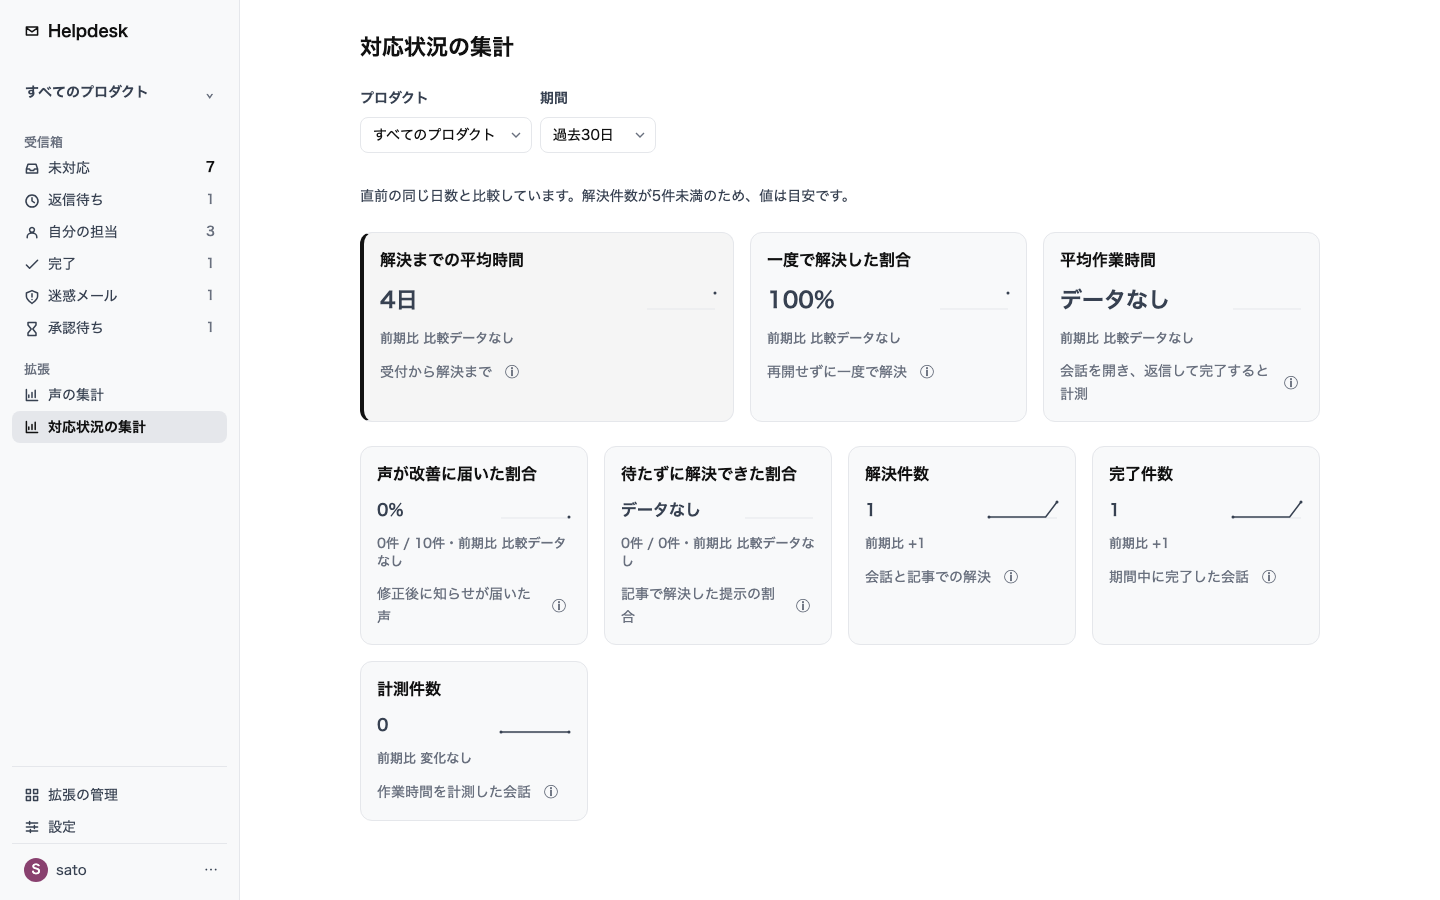 Helpdesk
すべてのプロダクト
受信箱
未対応 7
返信待ち 1
自分の担当 3
完了 1
迷惑メール 1
承認待ち 1
拡張
声の集計
対応状況の集計
拡張の管理
設定
S sato ...
対応状況の集計
プロダクト 期間
すべてのプロダクト 過去30日
直前の同じ日数と比較しています。解決件数が5件未満のため、値は目安です。
解決までの平均時間
4日
前期比 比較データなし
受付から解決まで
一度で解決した割合
100%
前期比 比較データなし
再開せずに一度で解決
平均作業時間
データなし
前期比 比較データなし
会話を開き、返信して完了すると
計測
声が改善に届いた割合
0%
0件 / 10件・前期比 比較データ
なし
修正後に知らせが届いた
声
待たずに解決できた割合
データなし
0件 / 0件・前期比 比較データな
し
記事で解決した提示の割
合
解決件数
1
前期比 +1
会話と記事での解決
完了件数
1
前期比 +1
期間中に完了した会話
計測件数
0
前期比 変化なし
作業時間を計測した会話